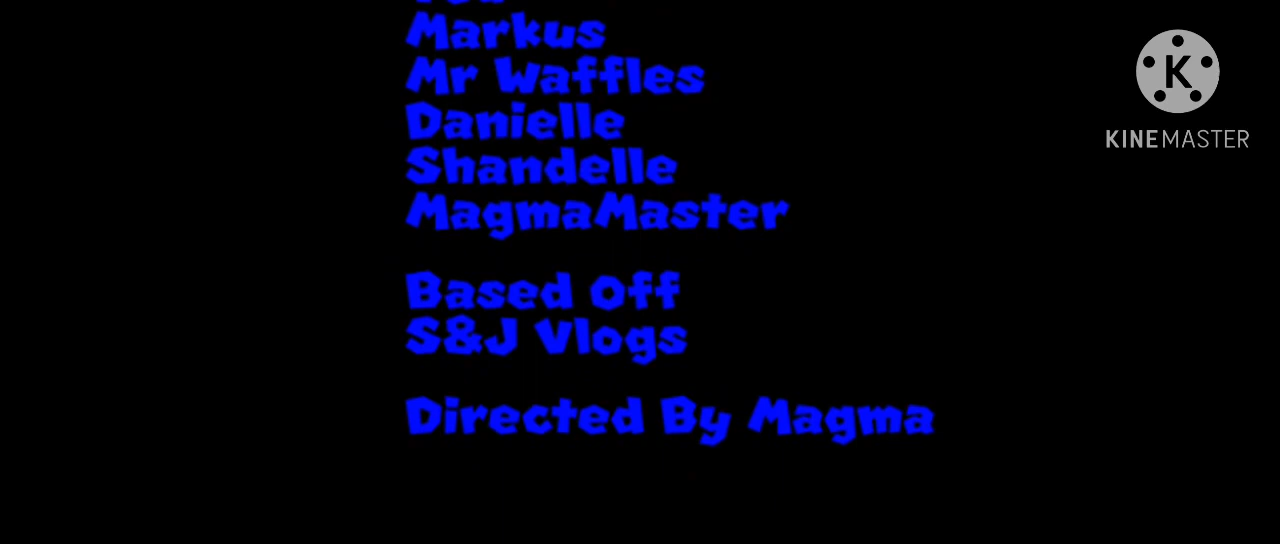 Markus
Mr Waffles
Danielle
Shandelle
MagmaMaster
Based Off
S&J Vlogs
Directed By Magma
K
KINEMASTER